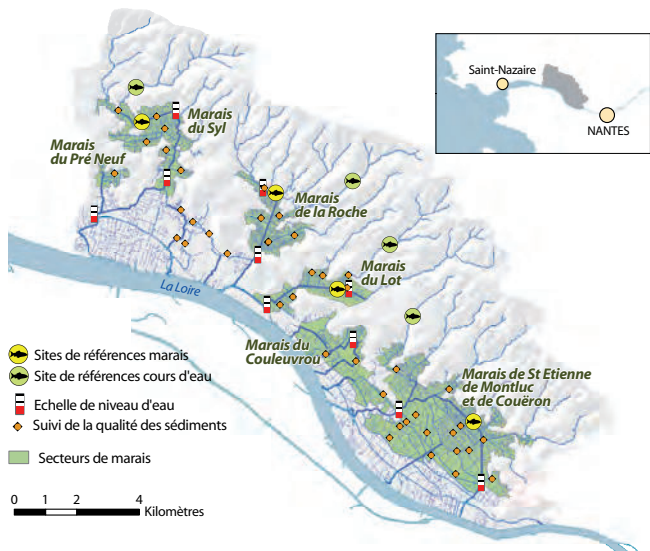 Saint-Nazaire
NANTES
Marais
du Syl
Marais
du Pré Neuf
Marais
de la Roche
Marais
du Lot
La Loire
Marais du
Couleuvrou
Marais de St Etienne
de Montluc
et de Couëron
Sites de références marais
Site de références cours d'eau
Echelle de niveau d'eau
Suivi de la qualité des sédiments
Secteurs de marais
0 1 2 4
Kilomètres